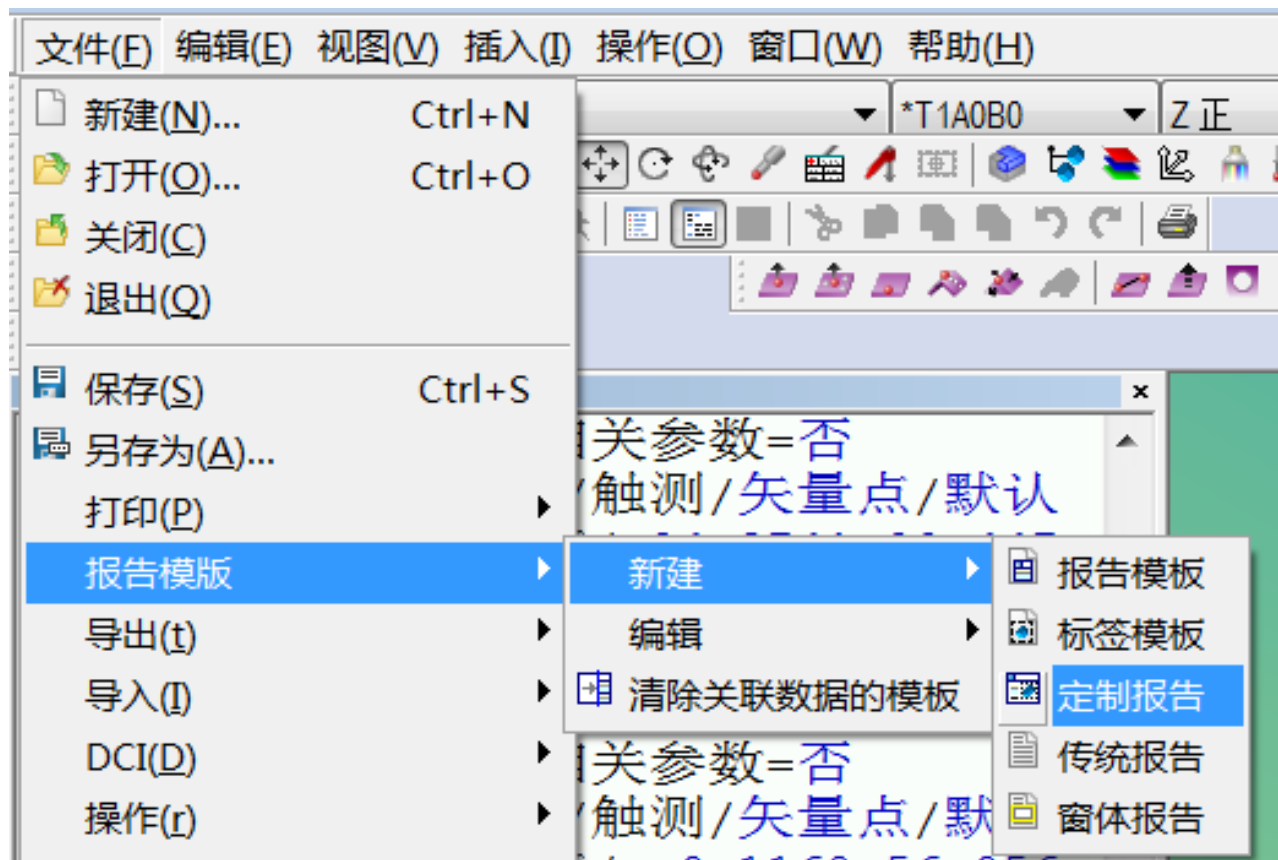 文件(F) 编辑(E) 视图(V) 插入(I) 操作(O) 窗口(W) 帮助(H)
新建(N)... Ctrl+N
*T1A0B0 Z 正
打开(O)... Ctrl+O
关闭(C)
退出(Q)
保存(S) Ctrl+S
关参数=否
另存为(A)...
/触测/矢量点/默认
打印(P)
报告模版
新建
报告模板
导出(t)
编辑
标签模板
导入(I)
清除关联数据的模板
定制报告
DCI(D)
关参数=否
传统报告
操作(r)
/触测/矢量点/默
窗体报告